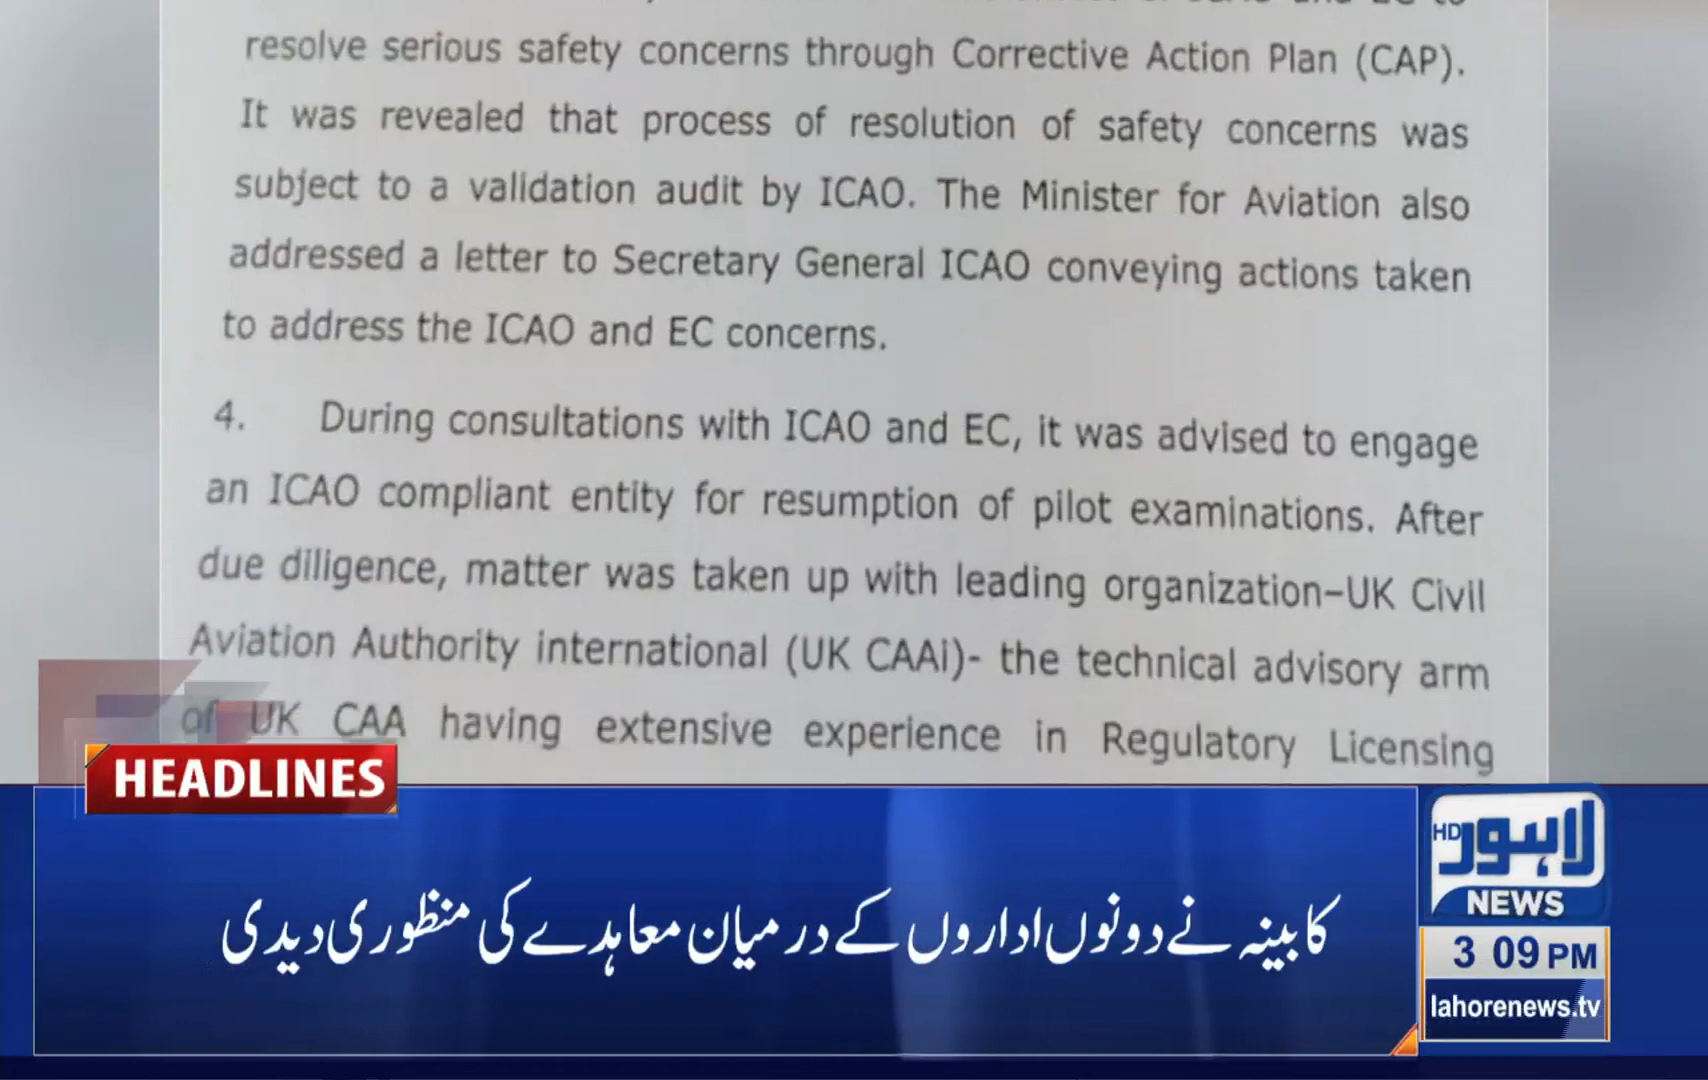 resolve serious safety concerns through Corrective Action Plan (CAP).
It was revealed that process of resolution of safety concerns was
subject to a validation audit by ICAO. The Minister for Aviation also
addressed a letter to Secretary General ICAO conveying actions taken
to address the ICAO and EC concerns.
4. During consultations with ICAO and EC, it was advised to engage
an ICAO compliant entity for resumption of pilot examinations. After
due diligence, matter was taken up with leading organization–UK Civil
Aviation Authority international (UK CAAi)- the technical advisory arm
of UK CAA having extensive experience in Regulatory Licensing
HEADLINES
کابینہ نے دونوں اداروں کے درمیان معاہدے کی منظوری دیدی
لاہور HD
NEWS
3 09 PM
lahorenews.tv